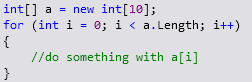 int[] a = new int[10];
for (int i = 0; i < a.Length; i++)
{
    //do something with a[i]
}